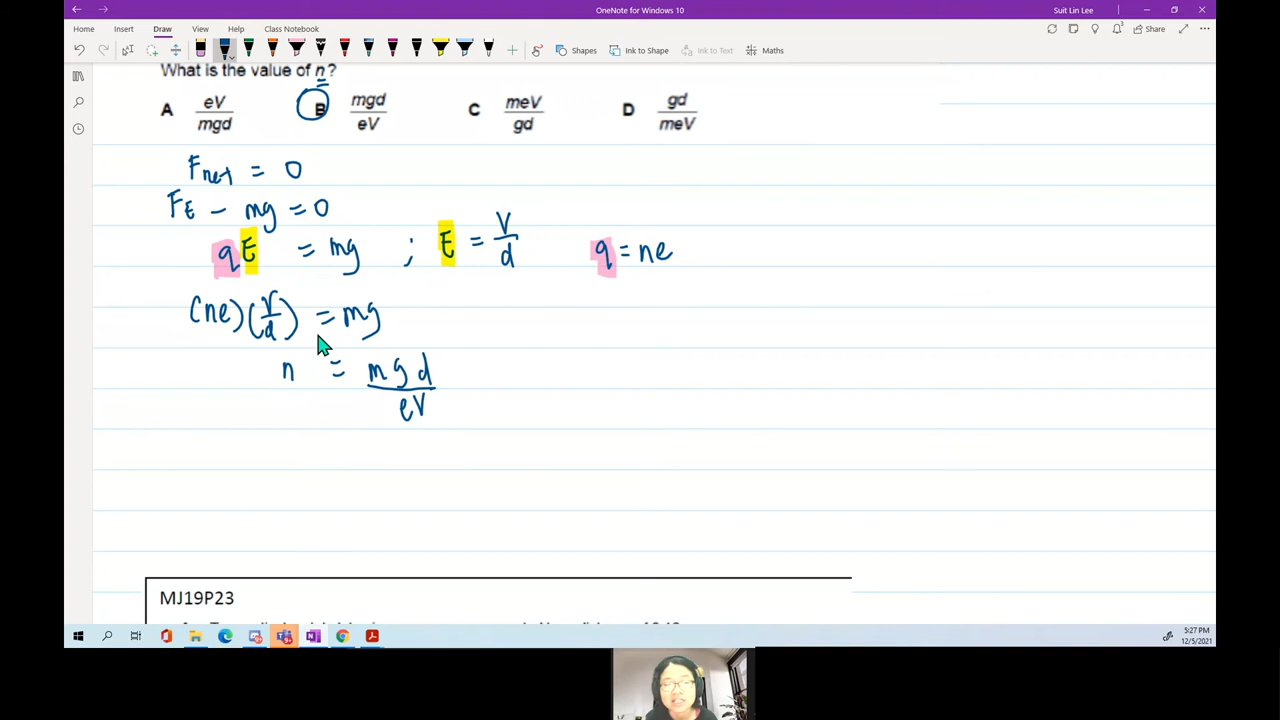 OneNote for Windows 10
Suit Lin Lee
Home Insert Draw View Help Class Notebook
Share
Shapes Ink to Shape Ink to Text Maths
What is the value of n?
A eV/mgd B mgd/eV C meV/gd D gd/meV
Fnet = 0
FE - mg = 0
qE = mg ; E = V/d q = ne
(ne)(V/d) = mg
n = mgd/eV
MJ19P23
5:27 PM
12/5/2021